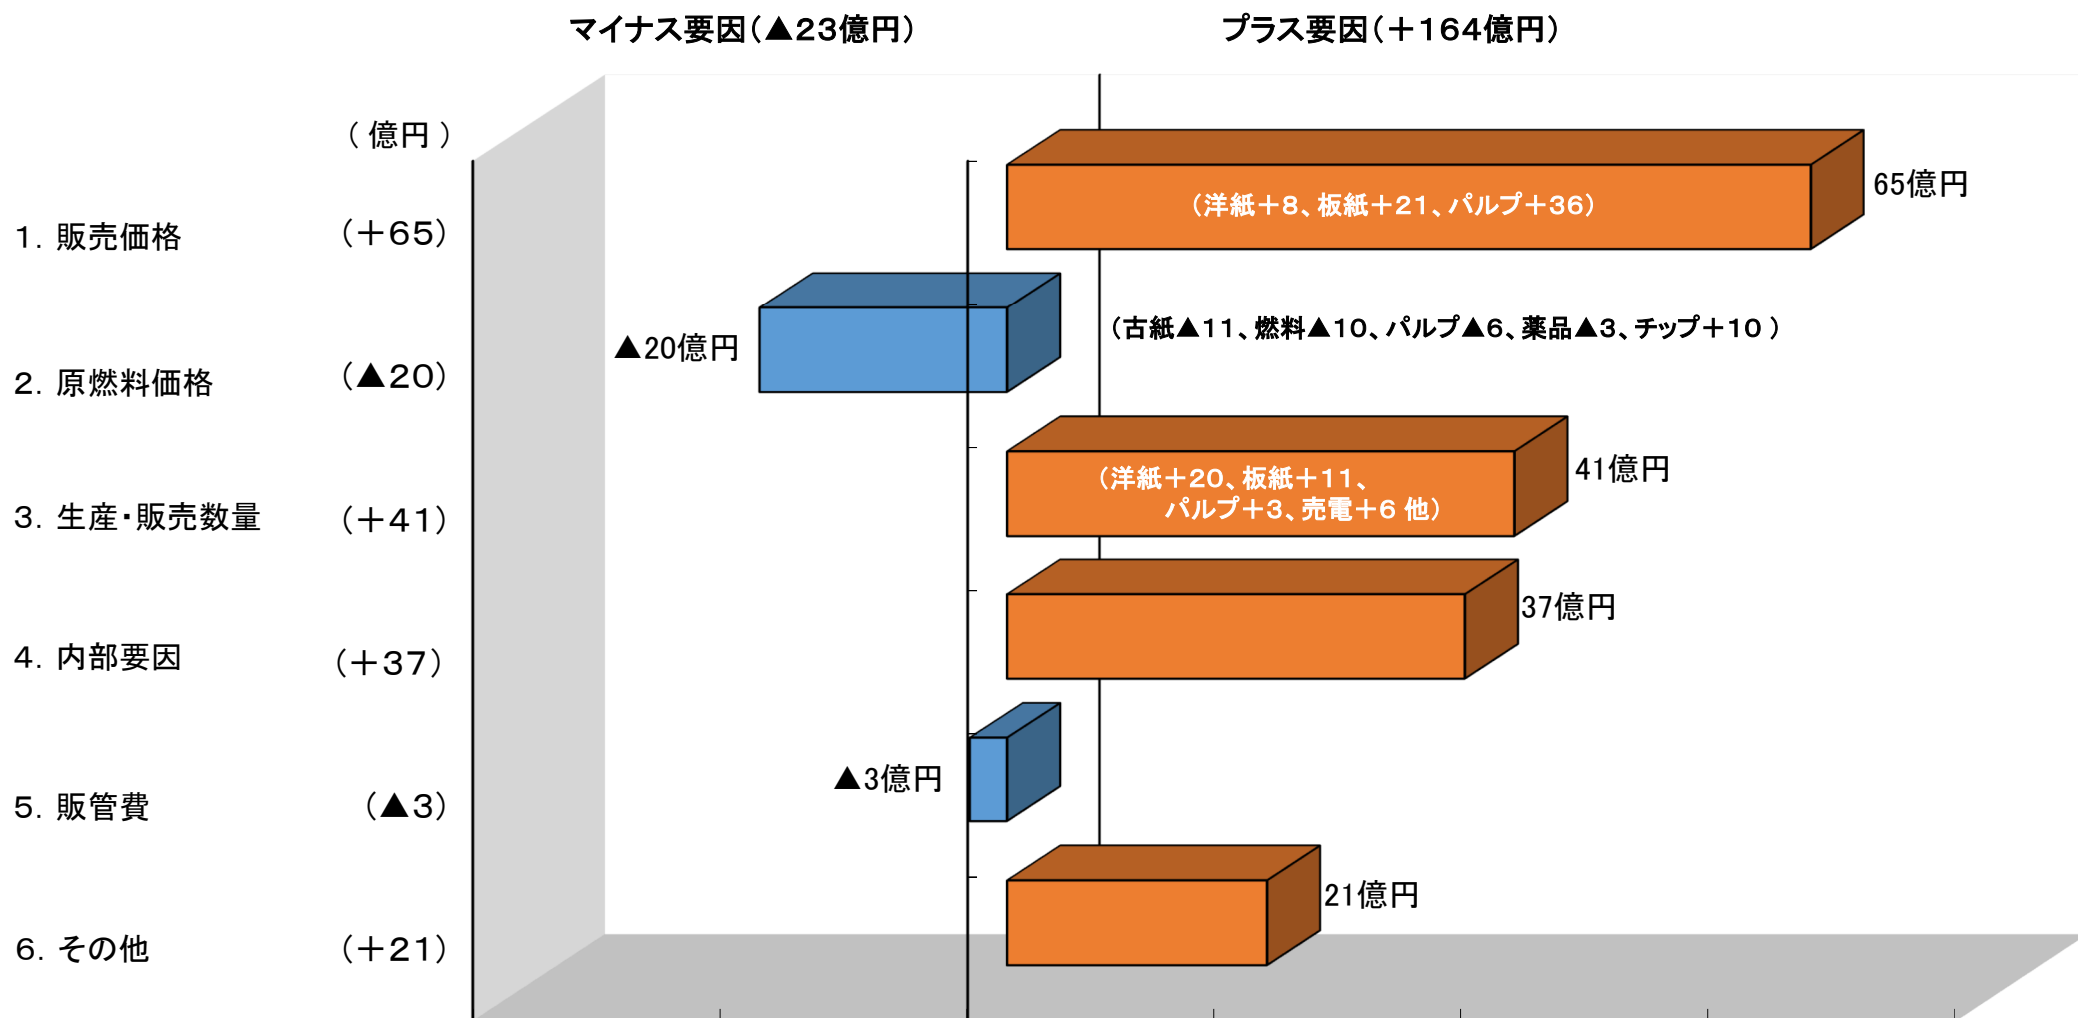 マイナス要因（▲23億円） プラス要因（＋164億円）
（ 億円 ）
1. 販売価格 （＋65） （洋紙＋8、板紙＋21、パルプ＋36） 65億円
2. 原燃料価格 （▲20） ▲20億円 （古紙▲11、燃料▲10、パルプ▲6、薬品▲3、チップ＋10 ）
3. 生産・販売数量 （＋41） （洋紙＋20、板紙＋11、
パルプ＋3、売電＋6 他） 41億円
4. 内部要因 （＋37） 37億円
5. 販管費 （▲3） ▲3億円
6. その他 （＋21） 21億円